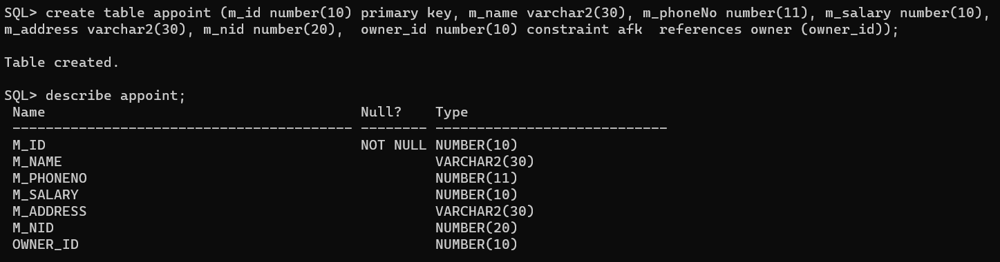 SQL> create table appoint (m_id number(10) primary key, m_name varchar2(30), m_phoneNo number(11), m_salary number(10),
m_address varchar2(30), m_nid number(20),  owner_id number(10) constraint afk  references owner (owner_id));
Table created.
SQL> describe appoint;
Name                                      Null?    Type
----------------------------------------- -------- ----------------------------
M_ID                                      NOT NULL NUMBER(10)
M_NAME                                             VARCHAR2(30)
M_PHONENO                                          NUMBER(11)
M_SALARY                                           NUMBER(10)
M_ADDRESS                                          VARCHAR2(30)
M_NID                                              NUMBER(20)
OWNER_ID                                           NUMBER(10)